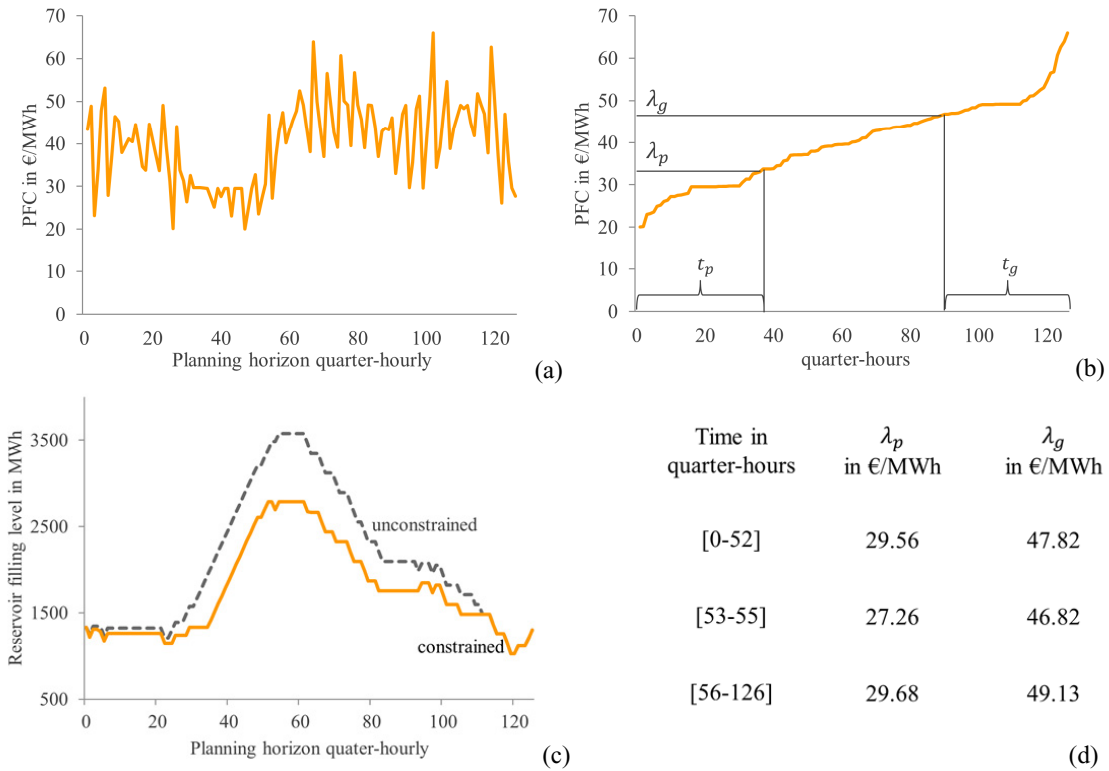 70
60
50
40
30
20
10
0
PFC in €/MWh
0 20 40 60 80 100 120
Planning horizon quarter-hourly
(a)
70
60
50
40
30
20
10
0
PFC in €/MWh
λg
λp
tp
tg
0 20 40 60 80 100 120
quarter-hours
(b)
3500
2500
1500
500
Reservoir filling level in MWh
unconstrained
constrained
0 20 40 60 80 100 120
Planning horizon quater-hourly
(c)
Time in λp λg
quarter-hours in €/MWh in €/MWh
[0-52] 29.56 47.82
[53-55] 27.26 46.82
[56-126] 29.68 49.13
(d)